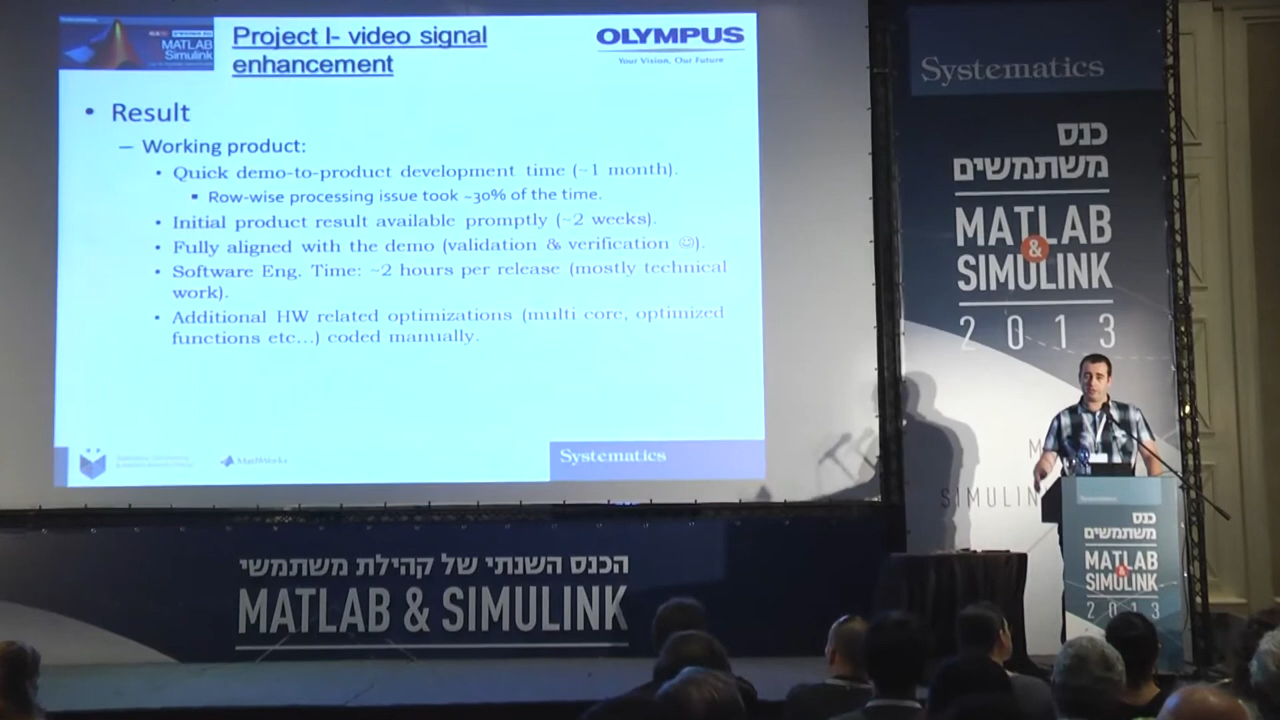 MATLAB
Simulink
Project I- video signal
enhancement
OLYMPUS
Your Vision, Our Future
• Result
– Working product:
• Quick demo-to-product development time (~1 month).
▪ Row-wise processing issue took ~30% of the time.
• Initial product result available promptly (~2 weeks).
• Fully aligned with the demo (validation & verification ☺).
• Software Eng. Time: ~2 hours per release (mostly technical
work).
• Additional HW related optimizations (multi core, optimized
functions etc...) coded manually.
MathWorks
Systematics
Systematics
כנס
משתמשים
MATLAB
&
SIMULINK
2013
M
SIMULIN
כנס
משתמשים
MATLAB
&
SIMULINK
2013
הכנס השנתי של קהילת משתמשי
MATLAB & SIMULINK